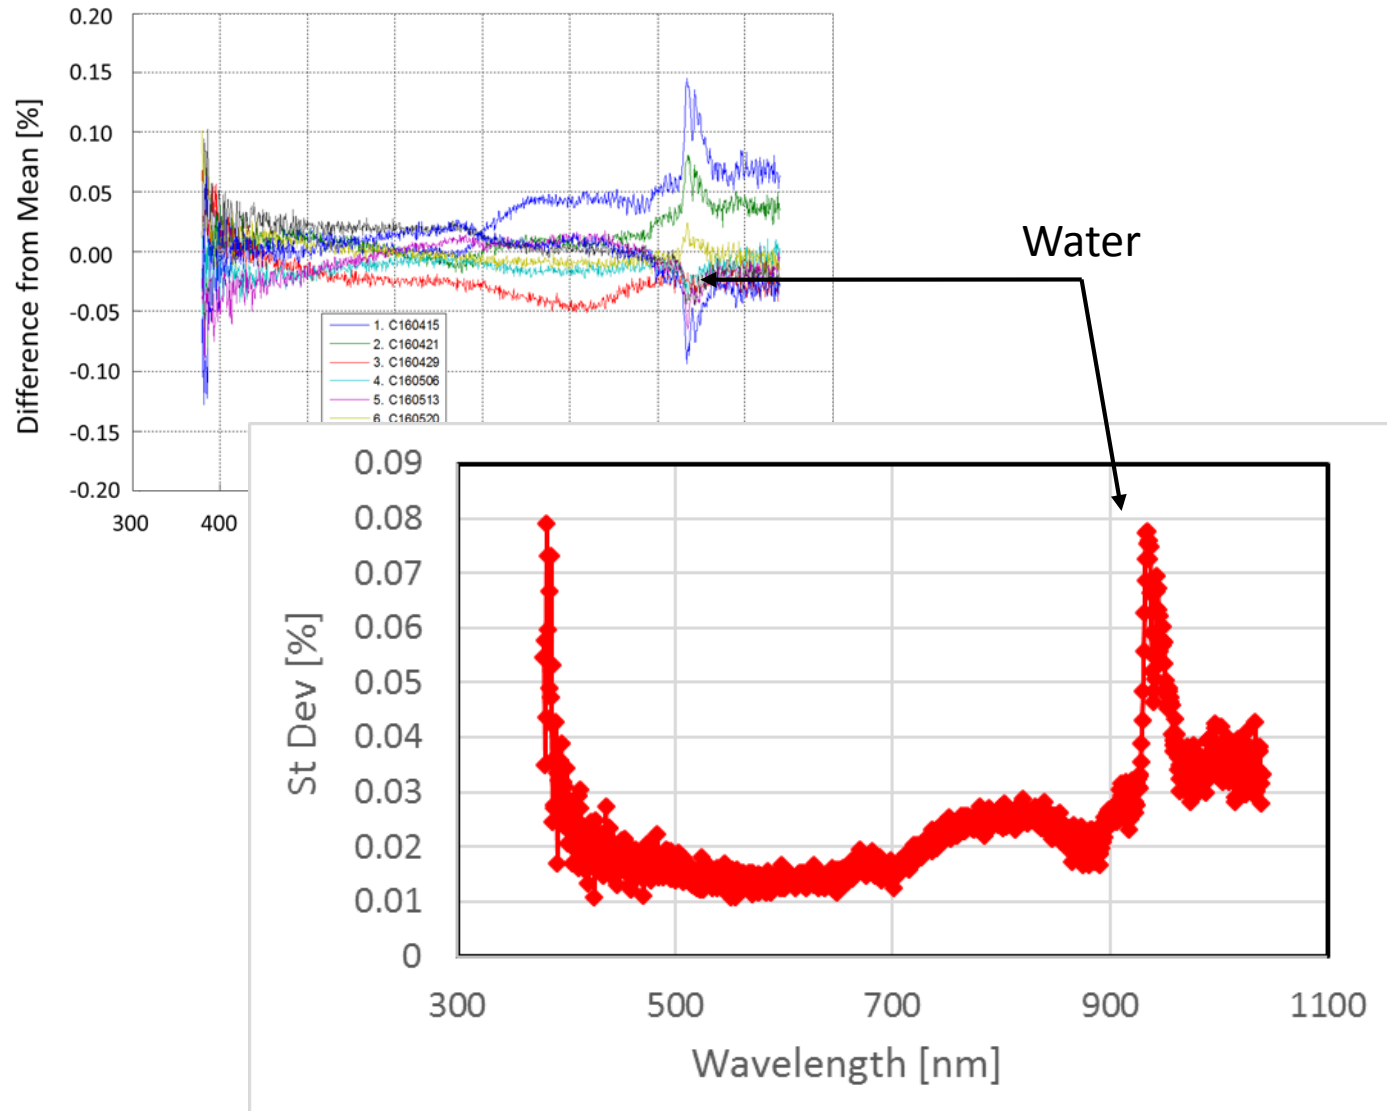 0.20
0.15
0.10
0.05
0.00
-0.05
-0.10
-0.15
-0.20
Difference from Mean [%]
300 400
1. C160415
2. C160421
3. C160429
4. C160506
5. C160513
6. C160520
Water
0.09
0.08
0.07
0.06
0.05
0.04
0.03
0.02
0.01
0
St Dev [%]
300 500 700 900 1100
Wavelength [nm]